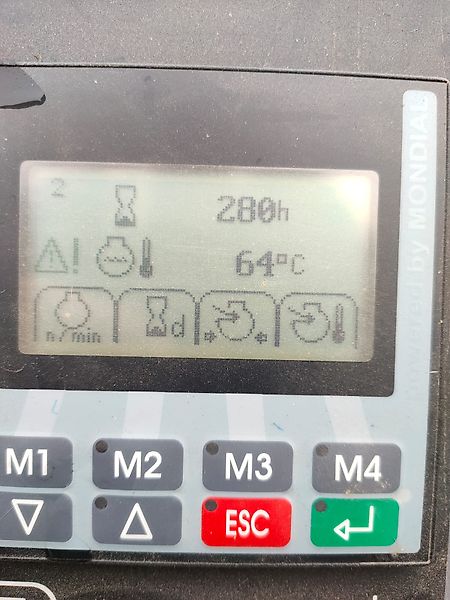 2 280h
! 64°C
n/min d
M1 M2 M3 M4
ESC
by MONDIAL